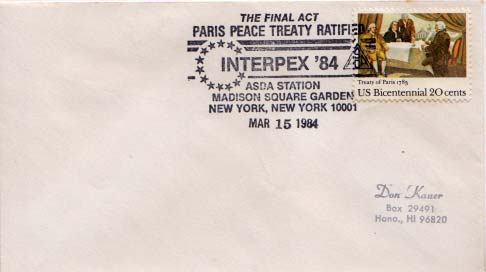 THE FINAL ACT
PARIS PEACE TREATY RATIFIED
INTERPEX '84
ASDA STATION
MADISON SQUARE GARDEN
NEW YORK, NEW YORK 10001
MAR 15 1984
Treaty of Paris 1783
US Bicentennial 20 cents
Don Kauer
Box 29491
Hono., HI 96820